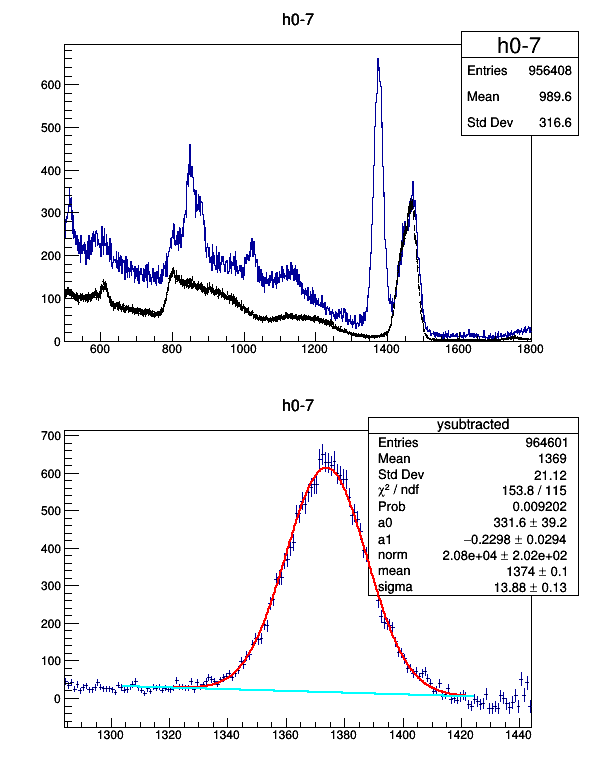 h0-7
h0-7
Entries 956408
Mean 989.6
Std Dev 316.6
600
500
400
300
200
100
0
600 800 1000 1200 1400 1600 1800
h0-7
ysubtracted
Entries 964601
Mean 1369
Std Dev 21.12
χ² / ndf 153.8 / 115
Prob 0.009202
a0 331.6 ± 39.2
a1 −0.2298 ± 0.0294
norm 2.08e+04 ± 2.02e+02
mean 1374 ± 0.1
sigma 13.88 ± 0.13
700
600
500
400
300
200
100
0
1300 1320 1340 1360 1380 1400 1420 1440